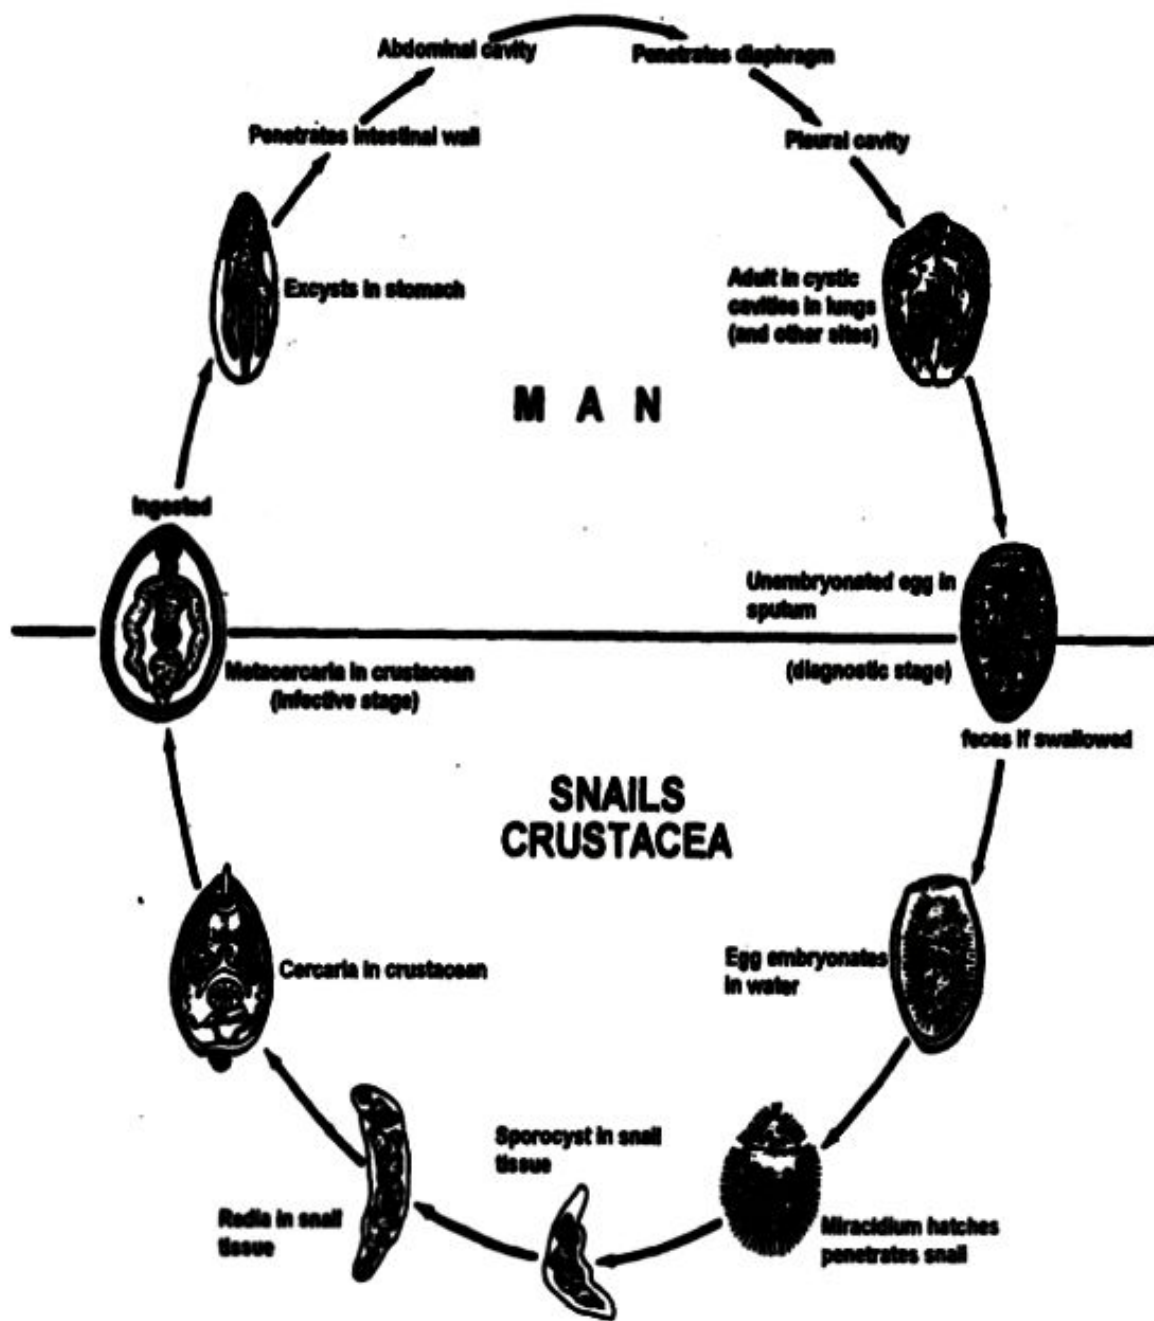 Abdominal cavity
Penetrates diaphragm
Penetrates intestinal wall
Pleural cavity
Excysts in stomach
Adult in cystic
cavities in lungs
(and other sites)
M A N
Ingested
Unembryonated egg in
sputum
Metacercaria in crustacean
(infective stage)
(diagnostic stage)
feces if swallowed
SNAILS
CRUSTACEA
Cercaria in crustacean
Egg embryonates
in water
Sporocyst in snail
tissue
Redia in snail
tissue
Miracidium hatches
penetrates snail